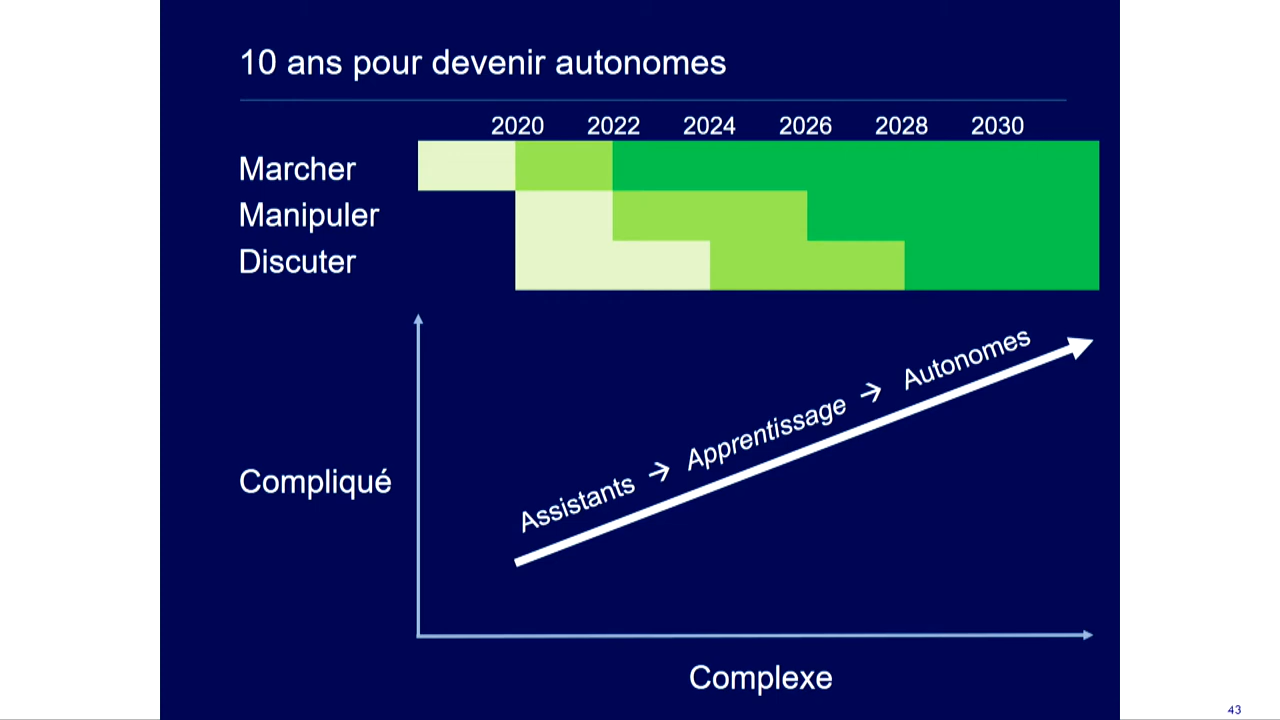 10 ans pour devenir autonomes
2020 2022 2024 2026 2028 2030
Marcher
Manipuler
Discuter
Assistants → Apprentissage → Autonomes
Compliqué
Complexe
43